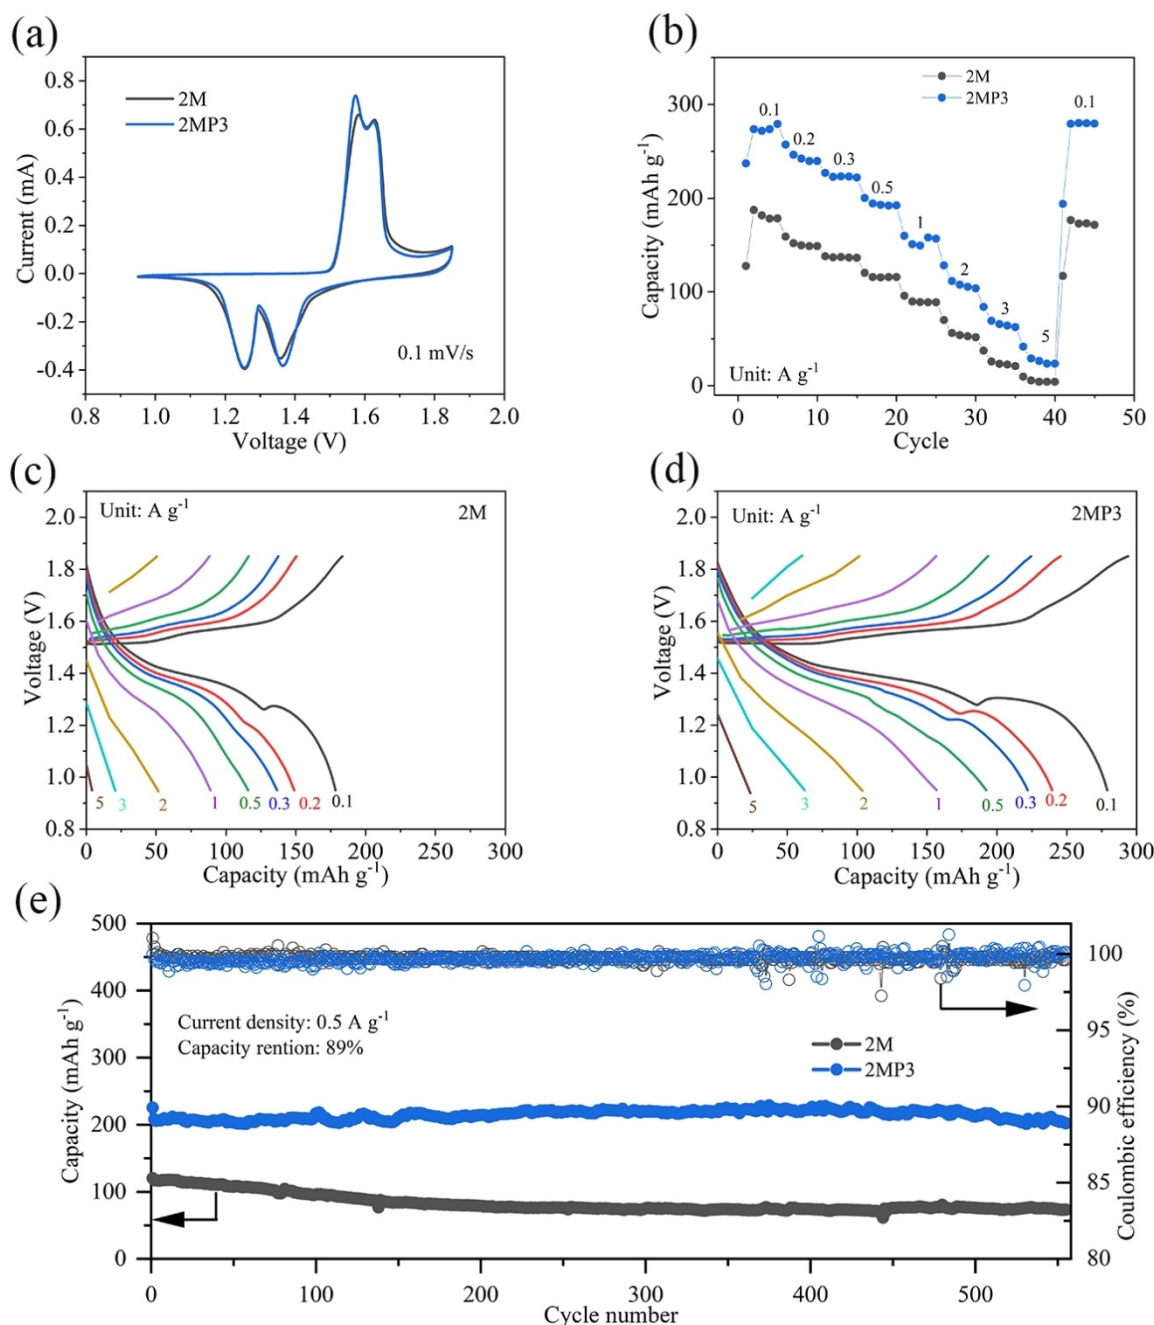 (a)
0.8
0.6
0.4
0.2
0.0
-0.2
-0.4
Current (mA)
2M
2MP3
0.1 mV/s
0.8 1.0 1.2 1.4 1.6 1.8 2.0
Voltage (V)
(b)
300
200
100
0
Capacity (mAh g-1)
2M
2MP3
0.1
0.2
0.3
0.5
1
2
3
5
0.1
Unit: A g-1
0 10 20 30 40 50
Cycle
(c)
2.0
1.8
1.6
1.4
1.2
1.0
0.8
Voltage (V)
Unit: A g-1
2M
5 3 2 1 0.5 0.3 0.2 0.1
0 50 100 150 200 250 300
Capacity (mAh g-1)
(d)
2.0
1.8
1.6
1.4
1.2
1.0
0.8
Voltage (V)
Unit: A g-1
2MP3
5 3 2 1 0.5 0.3 0.2 0.1
0 50 100 150 200 250 300
Capacity (mAh g-1)
(e)
500
400
300
200
100
0
Capacity (mAh g-1)
Current density: 0.5 A g-1
Capacity rention: 89%
2M
2MP3
100
95
90
85
80
Coulombic efficiency (%)
0 100 200 300 400 500
Cycle number